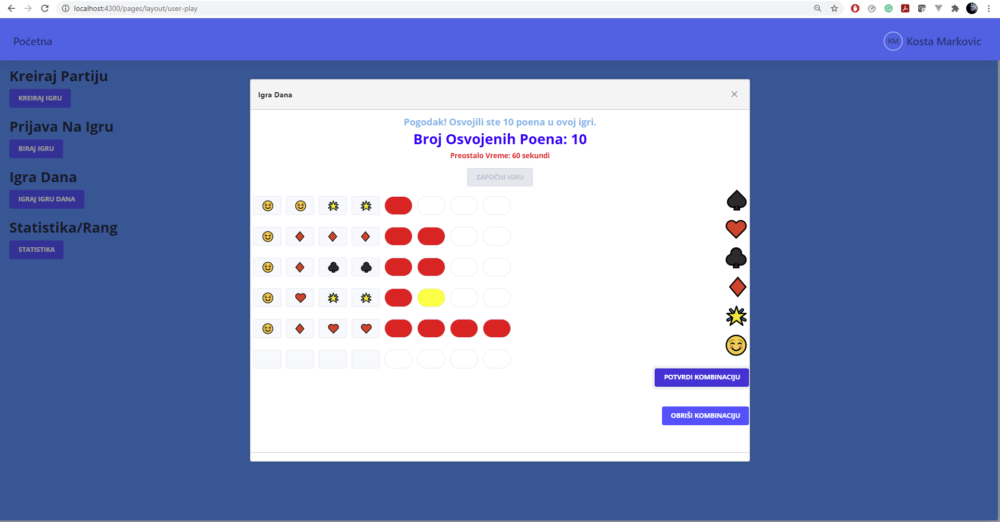 localhost:4300/pages/layout/user-play
Početna
KM Kosta Markovic
Kreiraj Partiju
KREIRAJ IGRU
Prijava Na Igru
BIRAJ IGRU
Igra Dana
IGRAJ IGRU DANA
Statistika/Rang
STATISTIKA
Igra Dana
Pogodak! Osvojili ste 10 poena u ovoj igri.
Broj Osvojenih Poena: 10
Preostalo Vreme: 60 sekundi
ZAPOČNI IGRU
POTVRDI KOMBINACIJU
OBRIŠI KOMBINACIJU